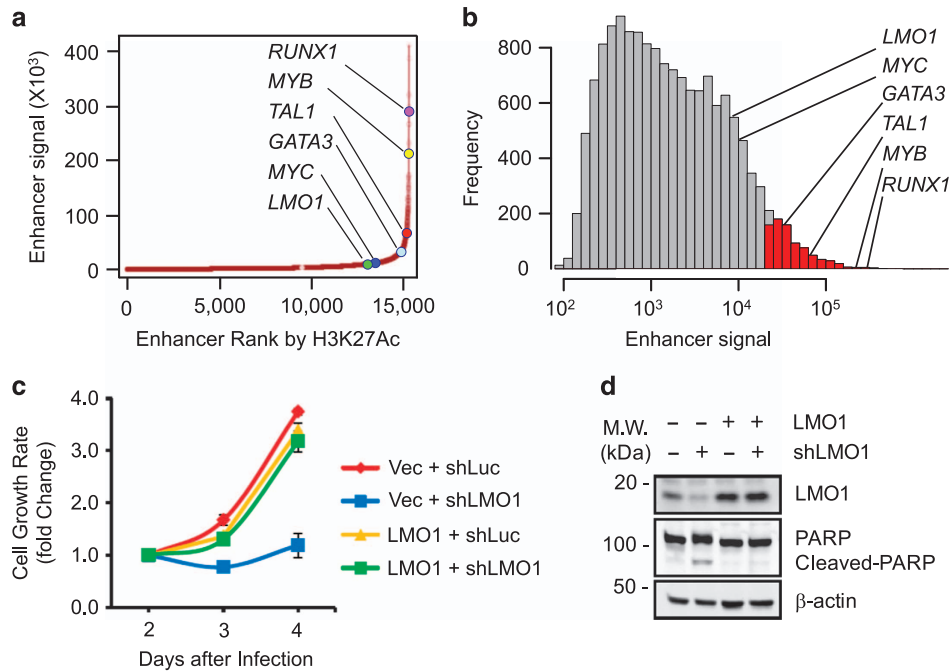 a
Enhancer signal (X10³)
400
300
200
100
0
RUNX1
MYB
TAL1
GATA3
MYC
LMO1
0 5,000 10,000 15,000
Enhancer Rank by H3K27Ac
b
Frequency
800
600
400
200
0
LMO1
MYC
GATA3
TAL1
MYB
RUNX1
10² 10³ 10⁴ 10⁵
Enhancer signal
c
Cell Growth Rate
(fold Change)
4.0
3.0
2.0
1.0
0.0
2 3 4
Days after Infection
Vec + shLuc
Vec + shLMO1
LMO1 + shLuc
LMO1 + shLMO1
d
M.W.
(kDa)
– – + + LMO1
– + – + shLMO1
20 -
LMO1
100 -
PARP
Cleaved-PARP
50 -
β-actin